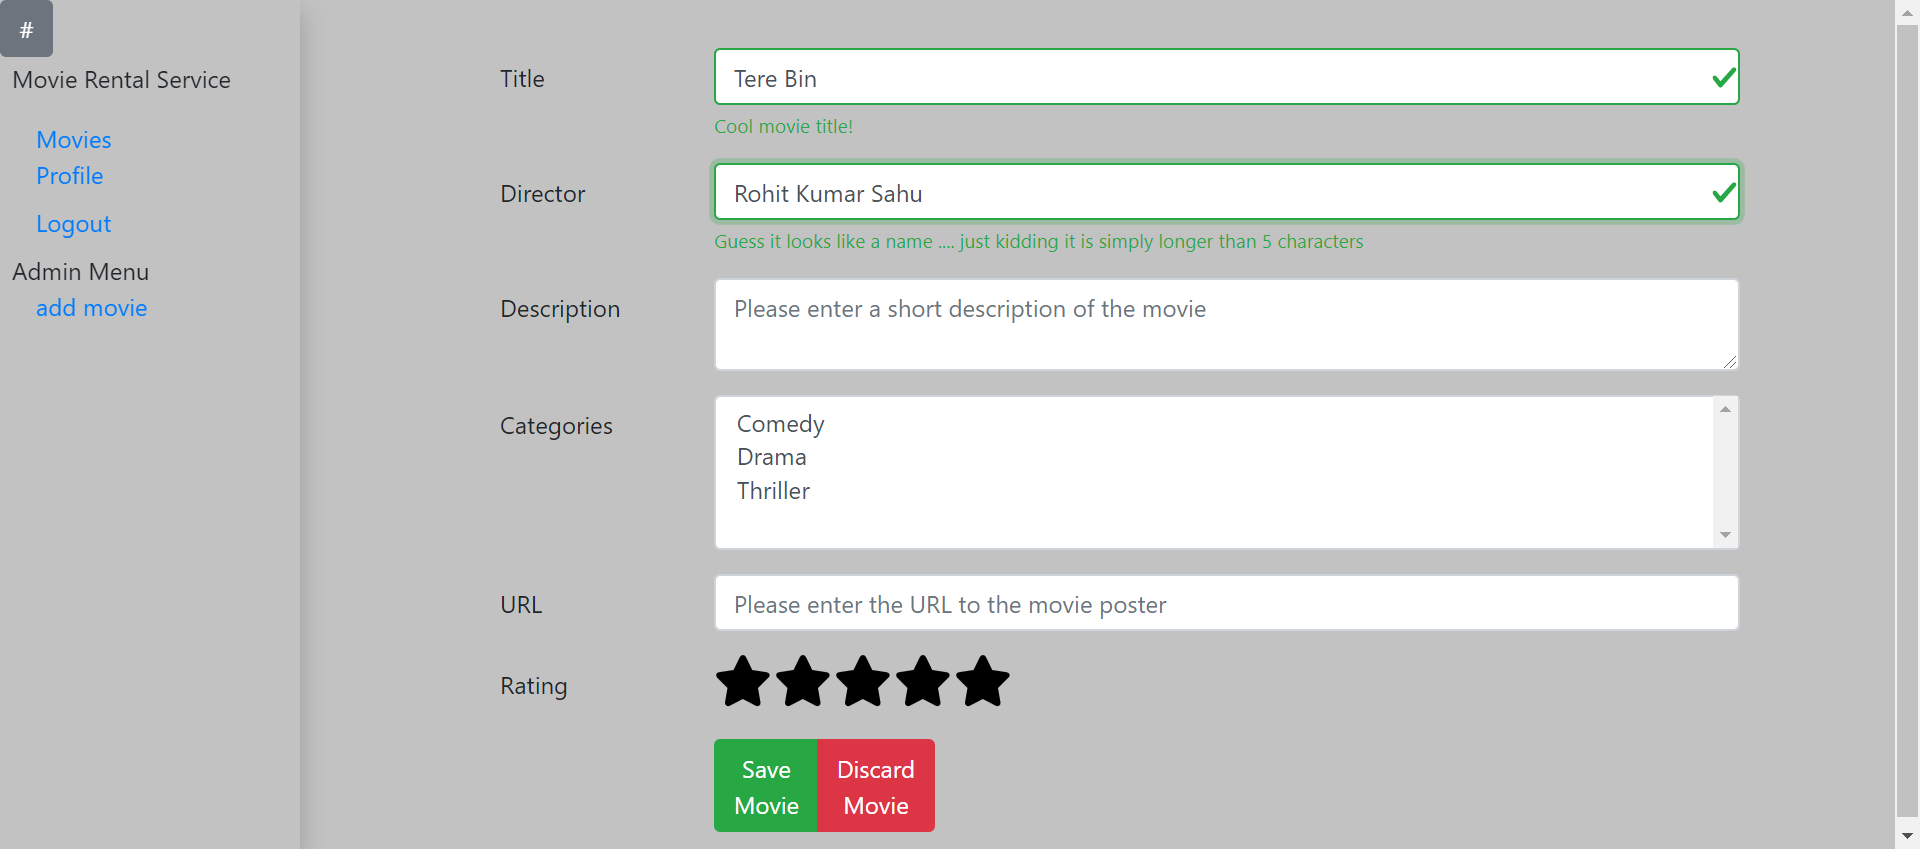 #
Movie Rental Service
Movies
Profile
Logout
Admin Menu
add movie
Title
Tere Bin
Cool movie title!
Director
Rohit Kumar Sahu
Guess it looks like a name .... just kidding it is simply longer than 5 characters
Description
Please enter a short description of the movie
Categories
Comedy
Drama
Thriller
URL
Please enter the URL to the movie poster
Rating
Save
Movie
Discard
Movie